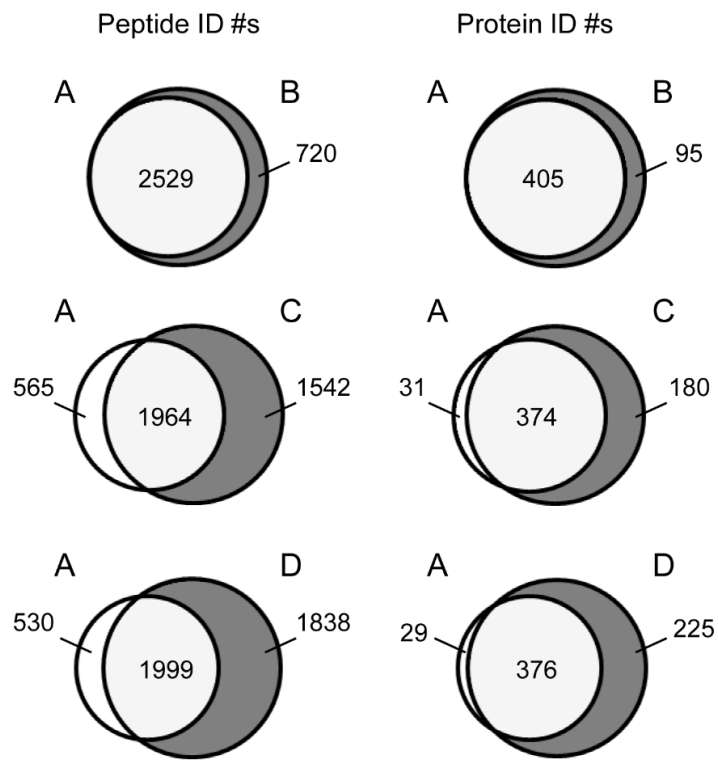 Peptide ID #s
Protein ID #s
A
B
2529
720
A
B
405
95
A
C
565
1964
1542
A
C
31
374
180
A
D
530
1999
1838
A
D
29
376
225